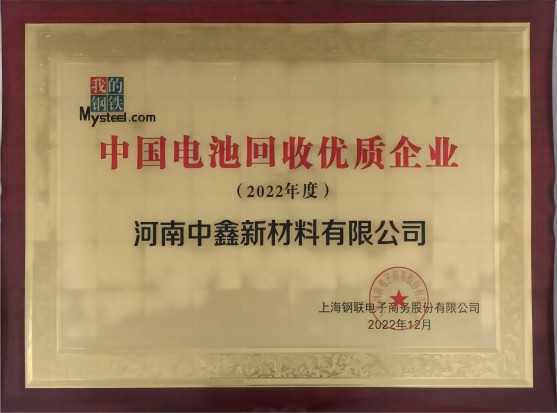 我的
钢铁
Mysteel.com
中国电池回收优质企业
（2022年度）
河南中鑫新材料有限公司
上海钢联电子商务股份有限公司
2022年12月